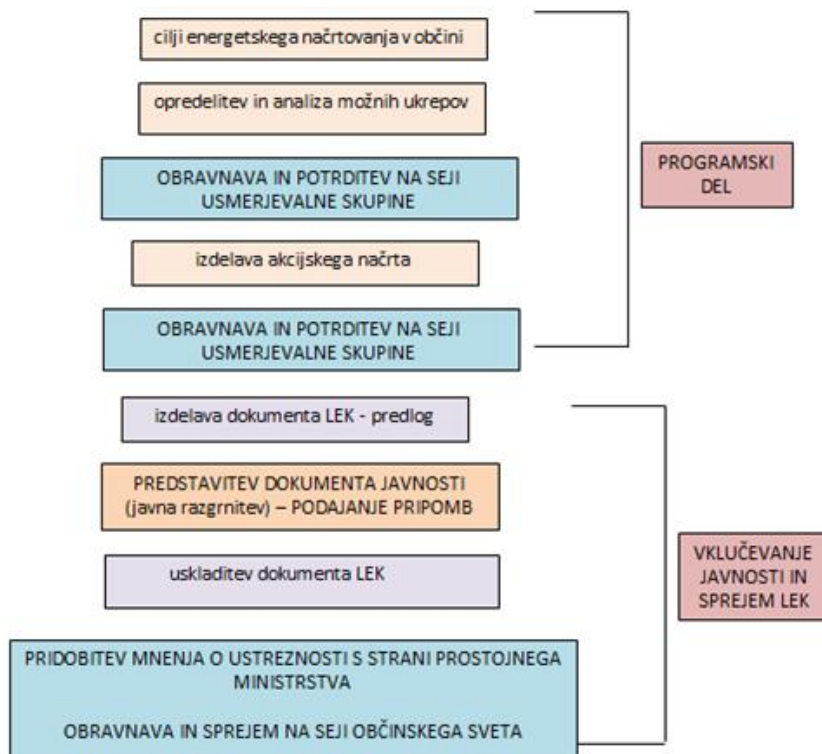 cilji energetskega načrtovanja v občini
opredelitev in analiza možnih ukrepov
OBRAVNAVA IN POTRDITEV NA SEJI
USMERJEVALNE SKUPINE
izdelava akcijskega načrta
OBRAVNAVA IN POTRDITEV NA SEJI
USMERJEVALNE SKUPINE
PROGRAMSKI
DEL
izdelava dokumenta LEK - predlog
PREDSTAVITEV DOKUMENTA JAVNOSTI
(javna razgrnitev) – PODAJANJE PRIPOMB
uskladitev dokumenta LEK
PRIDOBITEV MNENJA O USTREZNOSTI S STRANI PROSTOJNEGA
MINISTRSTVA
OBRAVNAVA IN SPREJEM NA SEJI OBČINSKEGA SVETA
VKLUČEVANJE
JAVNOSTI IN
SPREJEM LEK